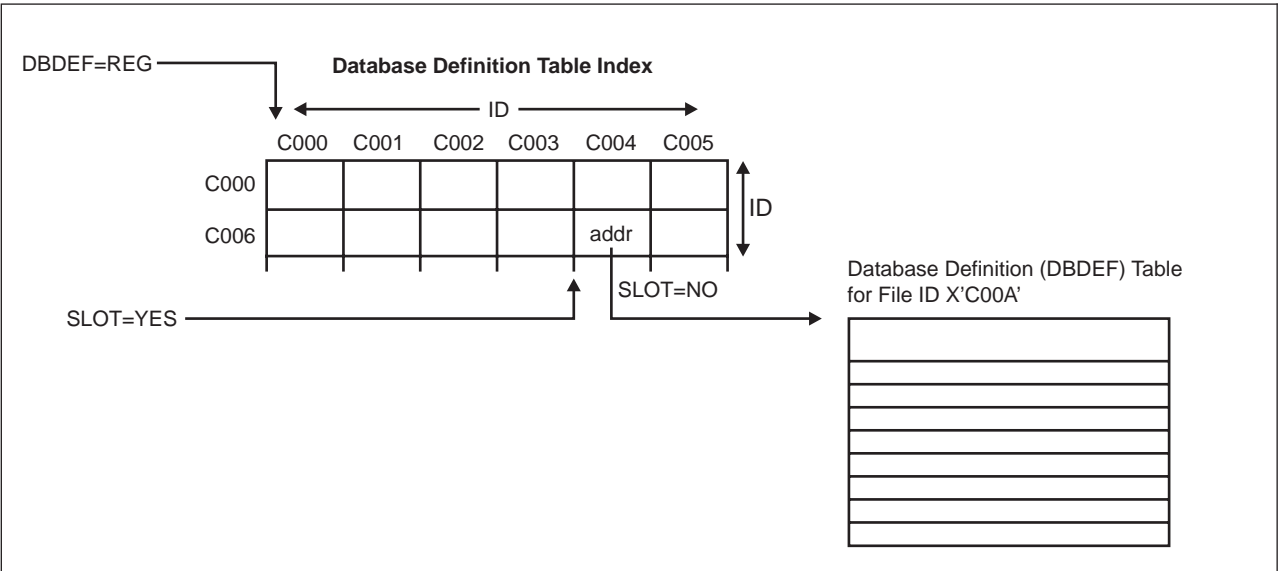 DBDEF=REG
Database Definition Table Index
ID
C000 C001 C002 C003 C004 C005
C000
ID
C006 addr
SLOT=NO
SLOT=YES
Database Definition (DBDEF) Table
for File ID X'C00A'